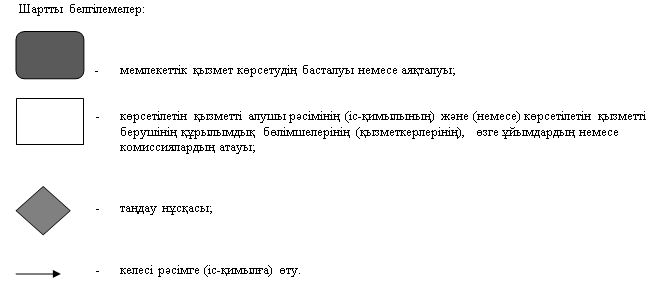 Шартты белгілемелер:
- мемлекеттік қызмет көрсетудің басталуы немесе аяқталуы;
- көрсетілетін қызметті алушы рәсімінің (іс-қимылының) және (немесе) көрсетілетін қызметті
берушінің құрылымдық бөлімшелерінің (қызметкерлерінің), өзге ұйымдардың немесе
комиссиялардың атауы;
- таңдау нұсқасы;
- келесі рәсімге (іс-қимылға) өту.